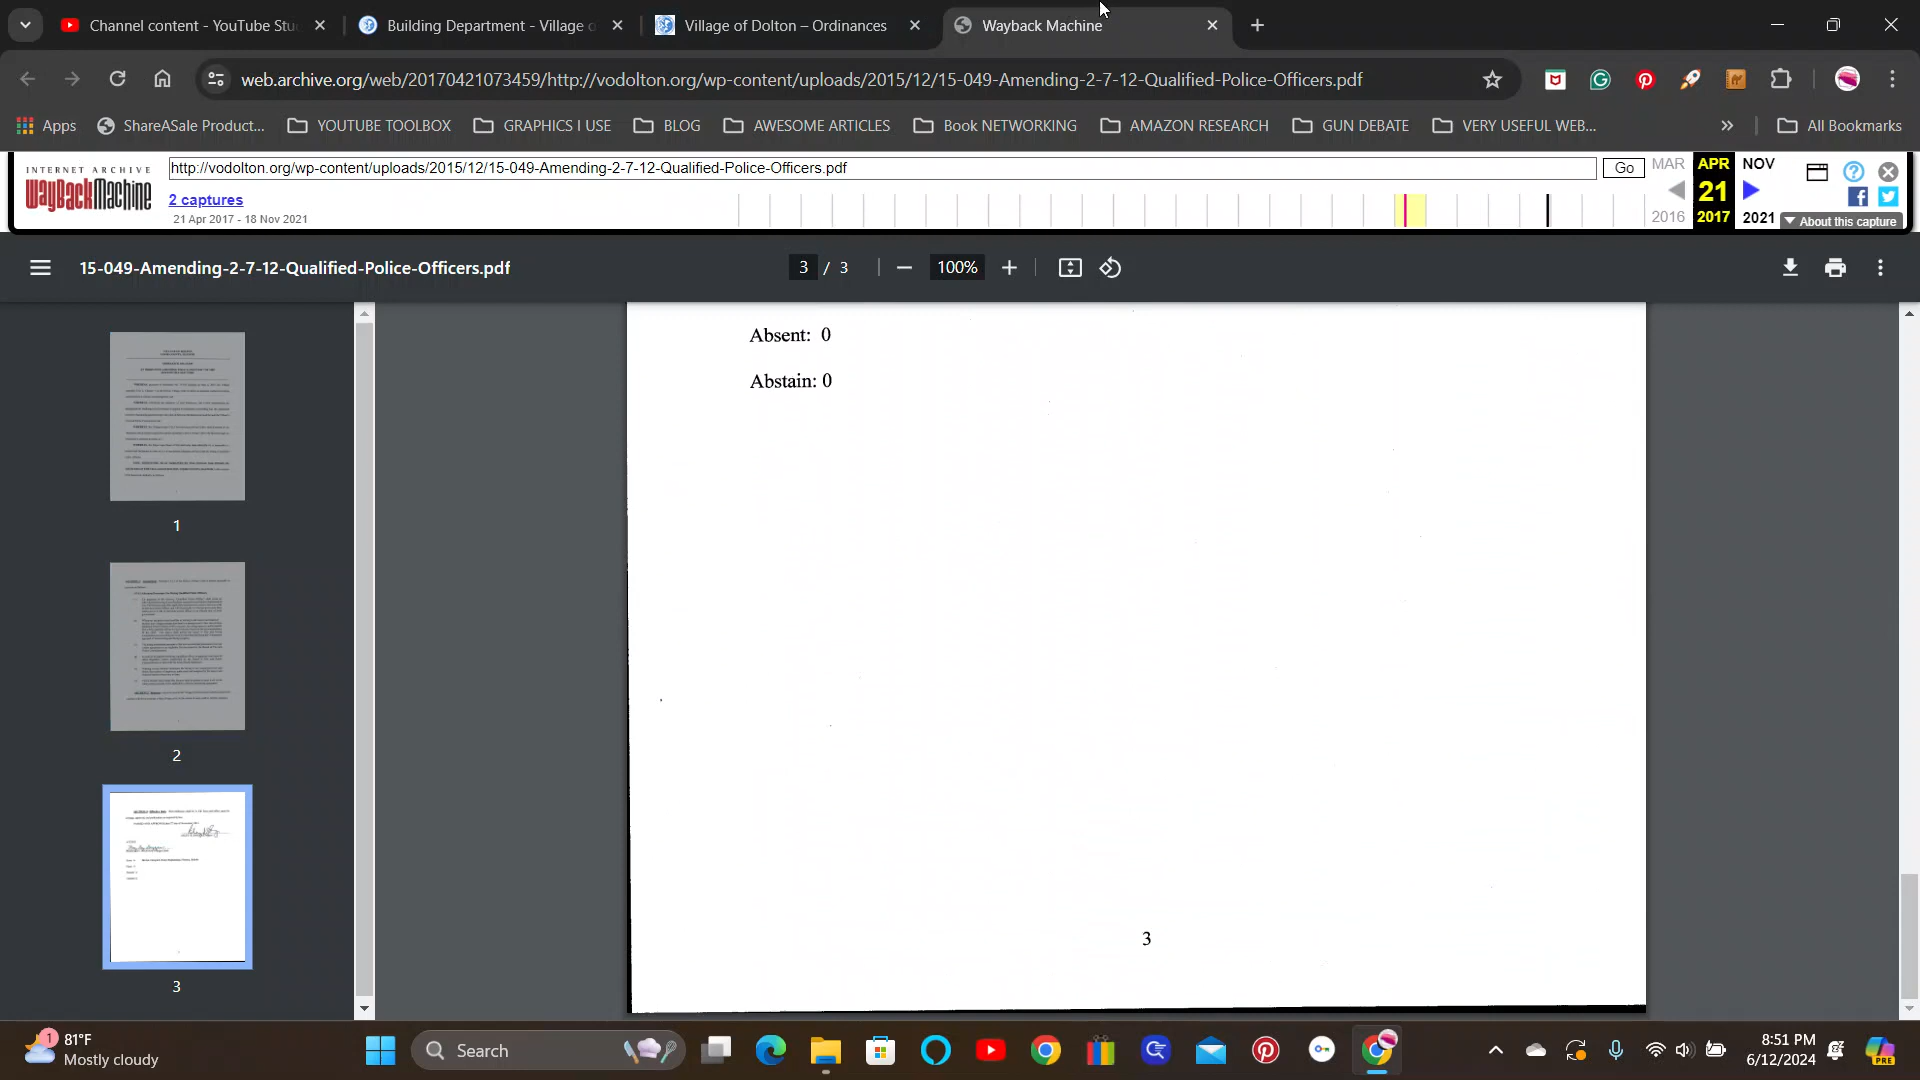 Channel content - YouTube Stu
Building Department - Village o
Village of Dolton – Ordinances
Wayback Machine
web.archive.org/web/20170421073459/http://vodolton.org/wp-content/uploads/2015/12/15-049-Amending-2-7-12-Qualified-Police-Officers.pdf
Apps
ShareASale Product...
YOUTUBE TOOLBOX
GRAPHICS I USE
BLOG
AWESOME ARTICLES
Book NETWORKING
AMAZON RESEARCH
GUN DEBATE
VERY USEFUL WEB...
All Bookmarks
INTERNET ARCHIVE
WayBackMachine
http://vodolton.org/wp-content/uploads/2015/12/15-049-Amending-2-7-12-Qualified-Police-Officers.pdf
Go
MAR APR NOV
2 captures
21
21 Apr 2017 - 18 Nov 2021
2016 2017 2021
About this capture
15-049-Amending-2-7-12-Qualified-Police-Officers.pdf
3 / 3
100%
Absent: 0
Abstain: 0
3
1
2
3
1
81°F
Mostly cloudy
Search
8:51 PM
6/12/2024
PRE